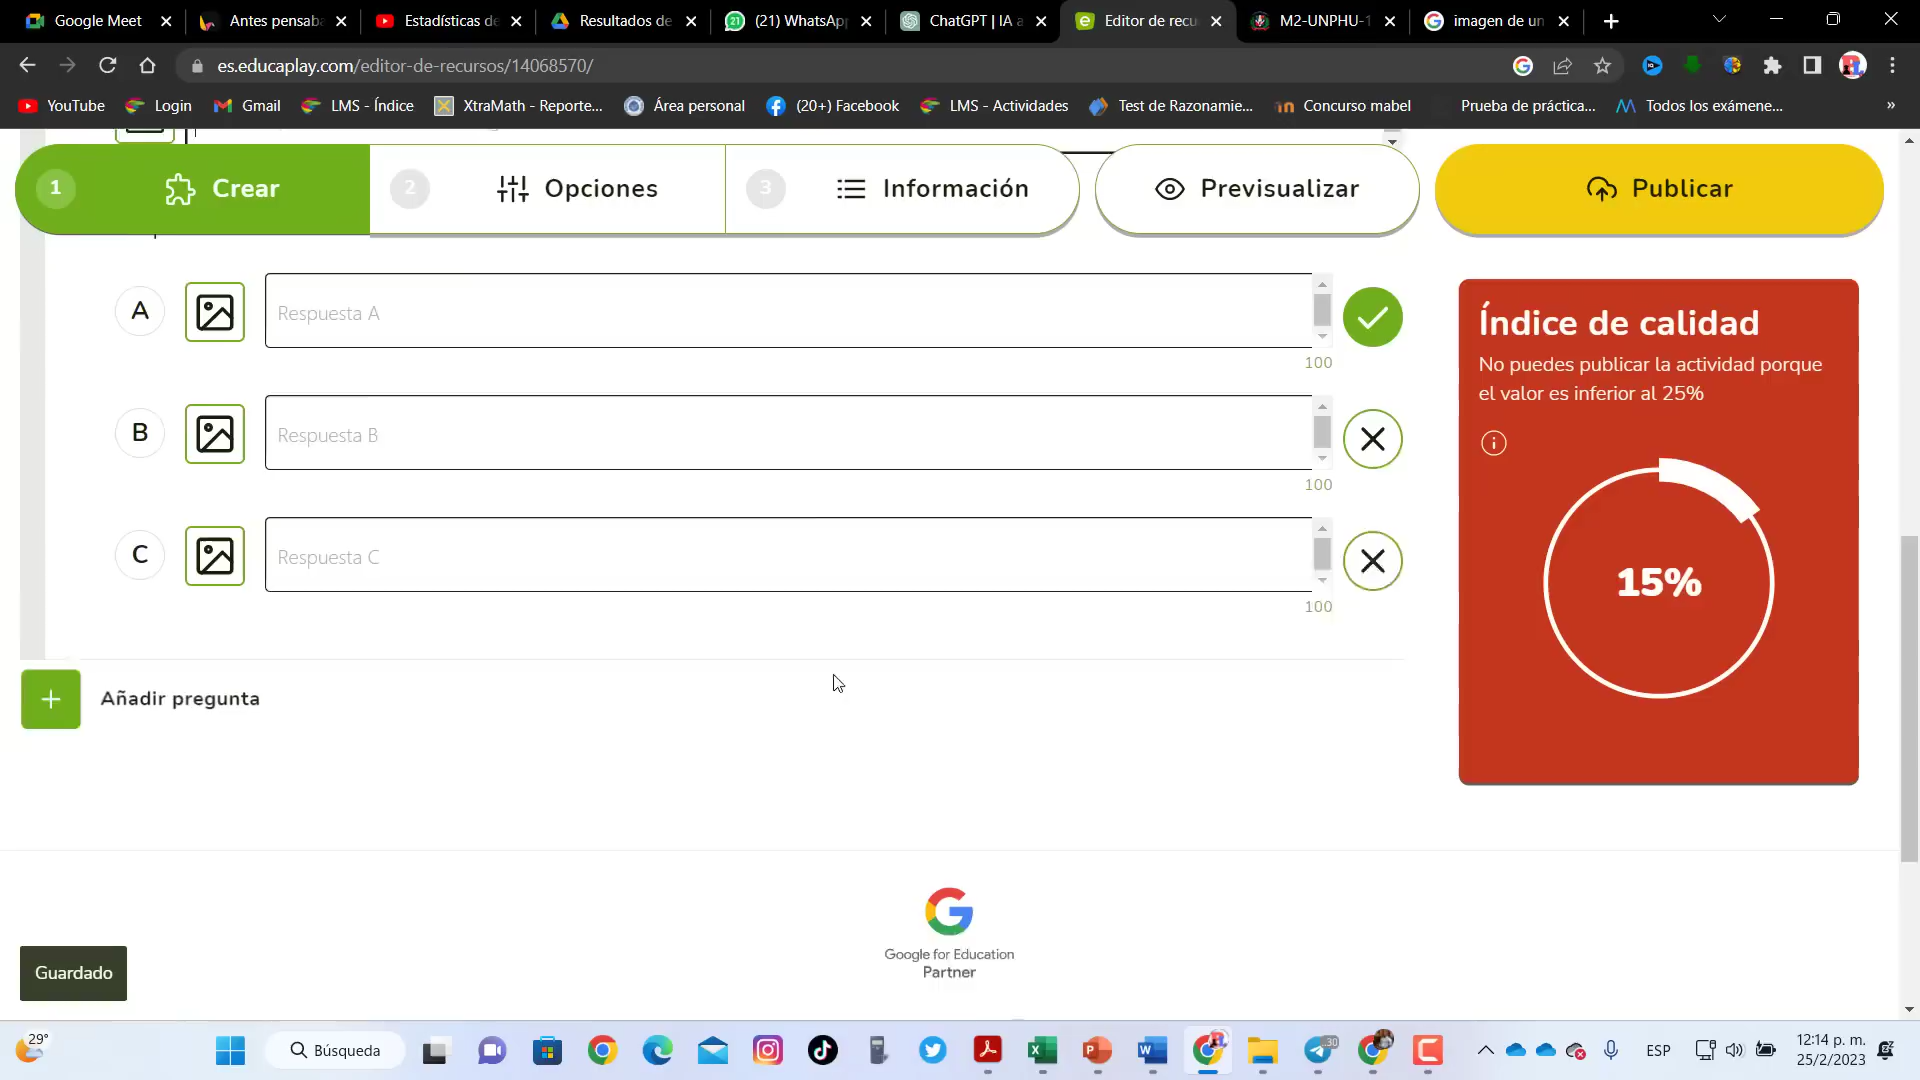 Google Meet
Antes pensaba
Estadísticas de
Resultados de
(21) WhatsApp
ChatGPT | IA a
Editor de recu
M2-UNPHU-1
imagen de un
es.educaplay.com/editor-de-recursos/14068570/
YouTube
Login
Gmail
LMS - Índice
XtraMath - Reporte...
Área personal
(20+) Facebook
LMS - Actividades
Test de Razonamie...
Concurso mabel
Prueba de práctica...
Todos los exámene...
»
1 Crear
2 Opciones
3 Información
Previsualizar
Publicar
A Respuesta A
100
B Respuesta B
100
C Respuesta C
100
Añadir pregunta
Índice de calidad
No puedes publicar la actividad porque
el valor es inferior al 25%
15%
Google for Education
Partner
Guardado
29°
Búsqueda
30
ESP
12:14 p. m.
25/2/2023